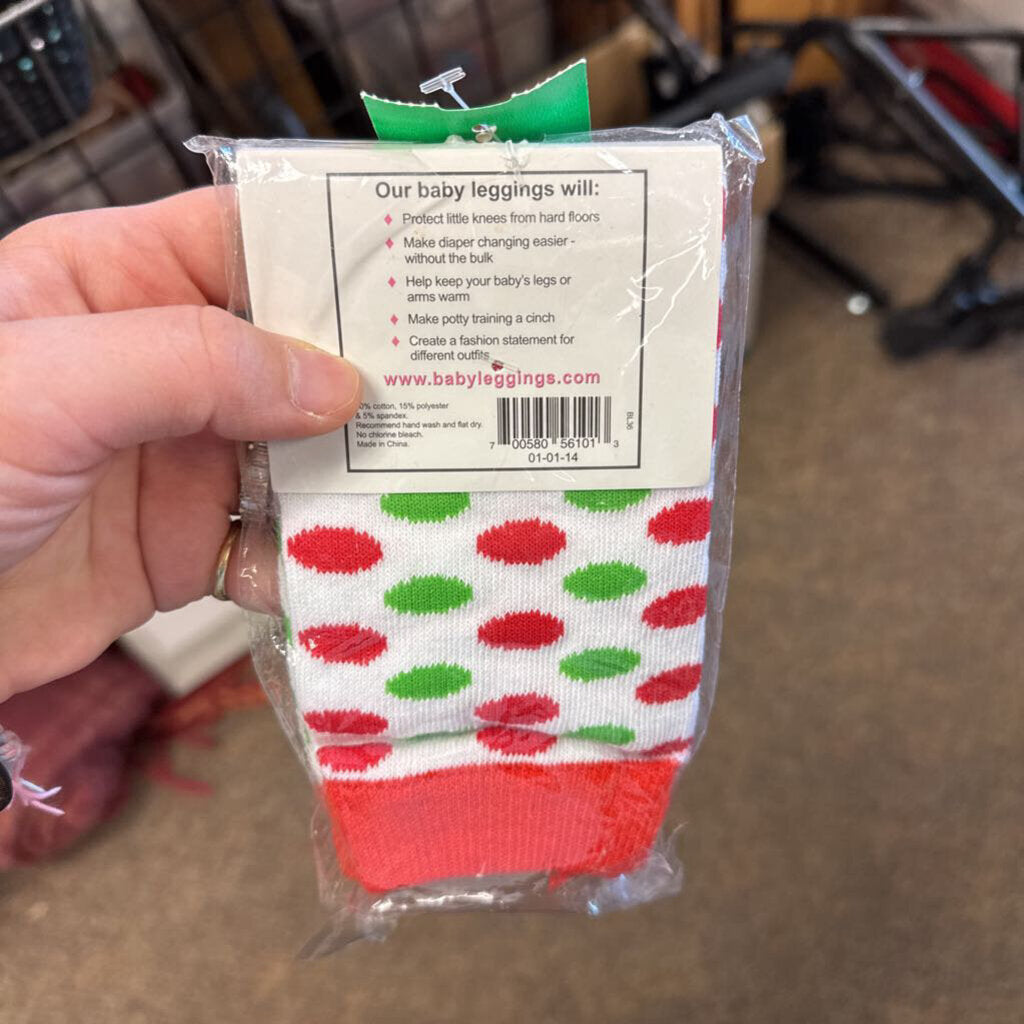 Our baby leggings will:
Protect little knees from hard floors
Make diaper changing easier -
without the bulk
Help keep your baby's legs or
arms warm
Make potty training a cinch
Create a fashion statement for
different outfits
www.babyleggings.com
cotton, 15% polyester
& 5% spandex.
Recommend hand wash and flat dry.
No chlorine bleach.
Made in China.
7 00580 56101 3
01-01-14
BL36